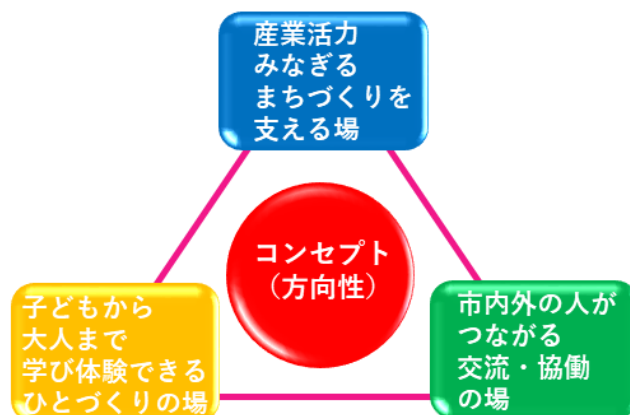 産業活力
みなぎる
まちづくりを
支える場
コンセプト
（方向性）
子どもから
大人まで
学び体験できる
ひとづくりの場
市内外の人が
つながる
交流・協働
の場